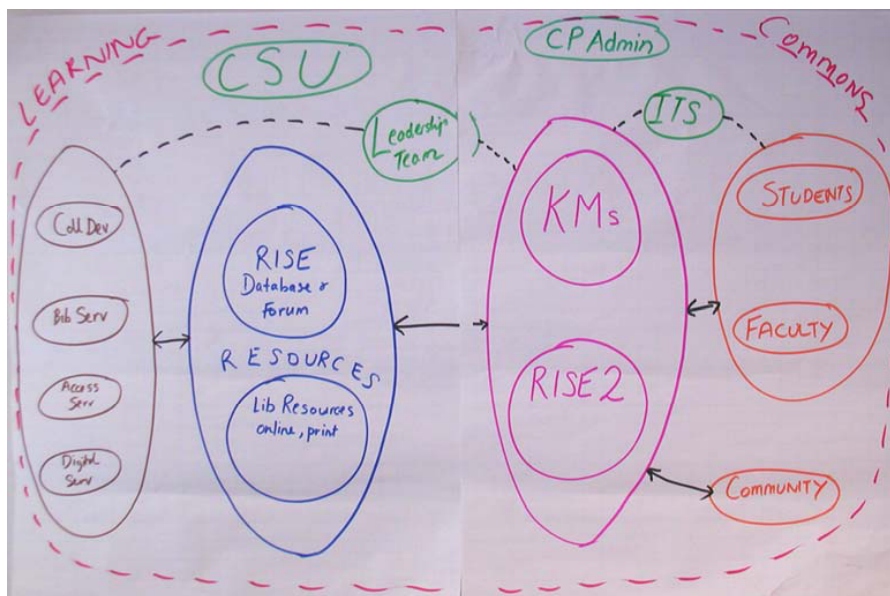 LEARNING
COMMONS
CSU
CP Admin
Leadership
Team
ITS
Coll Dev
Bib Serv
Access
Serv
Digital
Serv
RISE
Database &
Forum
RESOURCES
Lib Resources
online, print
KMs
RISE2
STUDENTS
FACULTY
COMMUNITY